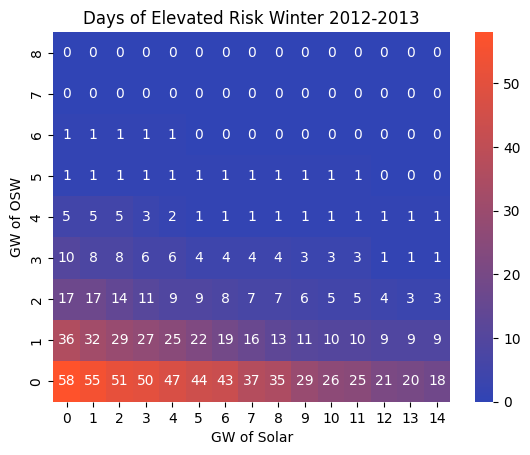 Days of Elevated Risk Winter 2012-2013
8 0 0 0 0 0 0 0 0 0 0 0 0 0 0 0
7 0 0 0 0 0 0 0 0 0 0 0 0 0 0 0
6 1 1 1 1 1 0 0 0 0 0 0 0 0 0 0
5 1 1 1 1 1 1 1 1 1 1 1 1 0 0 0
4 5 5 5 3 2 1 1 1 1 1 1 1 1 1 1
3 10 8 8 6 6 4 4 4 4 3 3 3 1 1 1
2 17 17 14 11 9 9 8 7 7 6 5 5 4 3 3
1 36 32 29 27 25 22 19 16 13 11 10 10 9 9 9
0 58 55 51 50 47 44 43 37 35 29 26 25 21 20 18
0 1 2 3 4 5 6 7 8 9 10 11 12 13 14
GW of Solar
GW of OSW
50
40
30
20
10
0